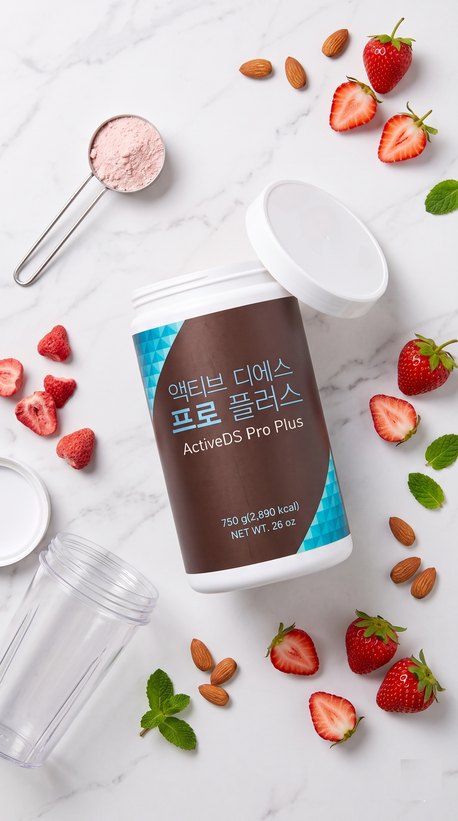 액티브 디에스
프로 플러스
ActiveDS Pro Plus
750 g(2,890 kcal)
NET WT. 26 oz